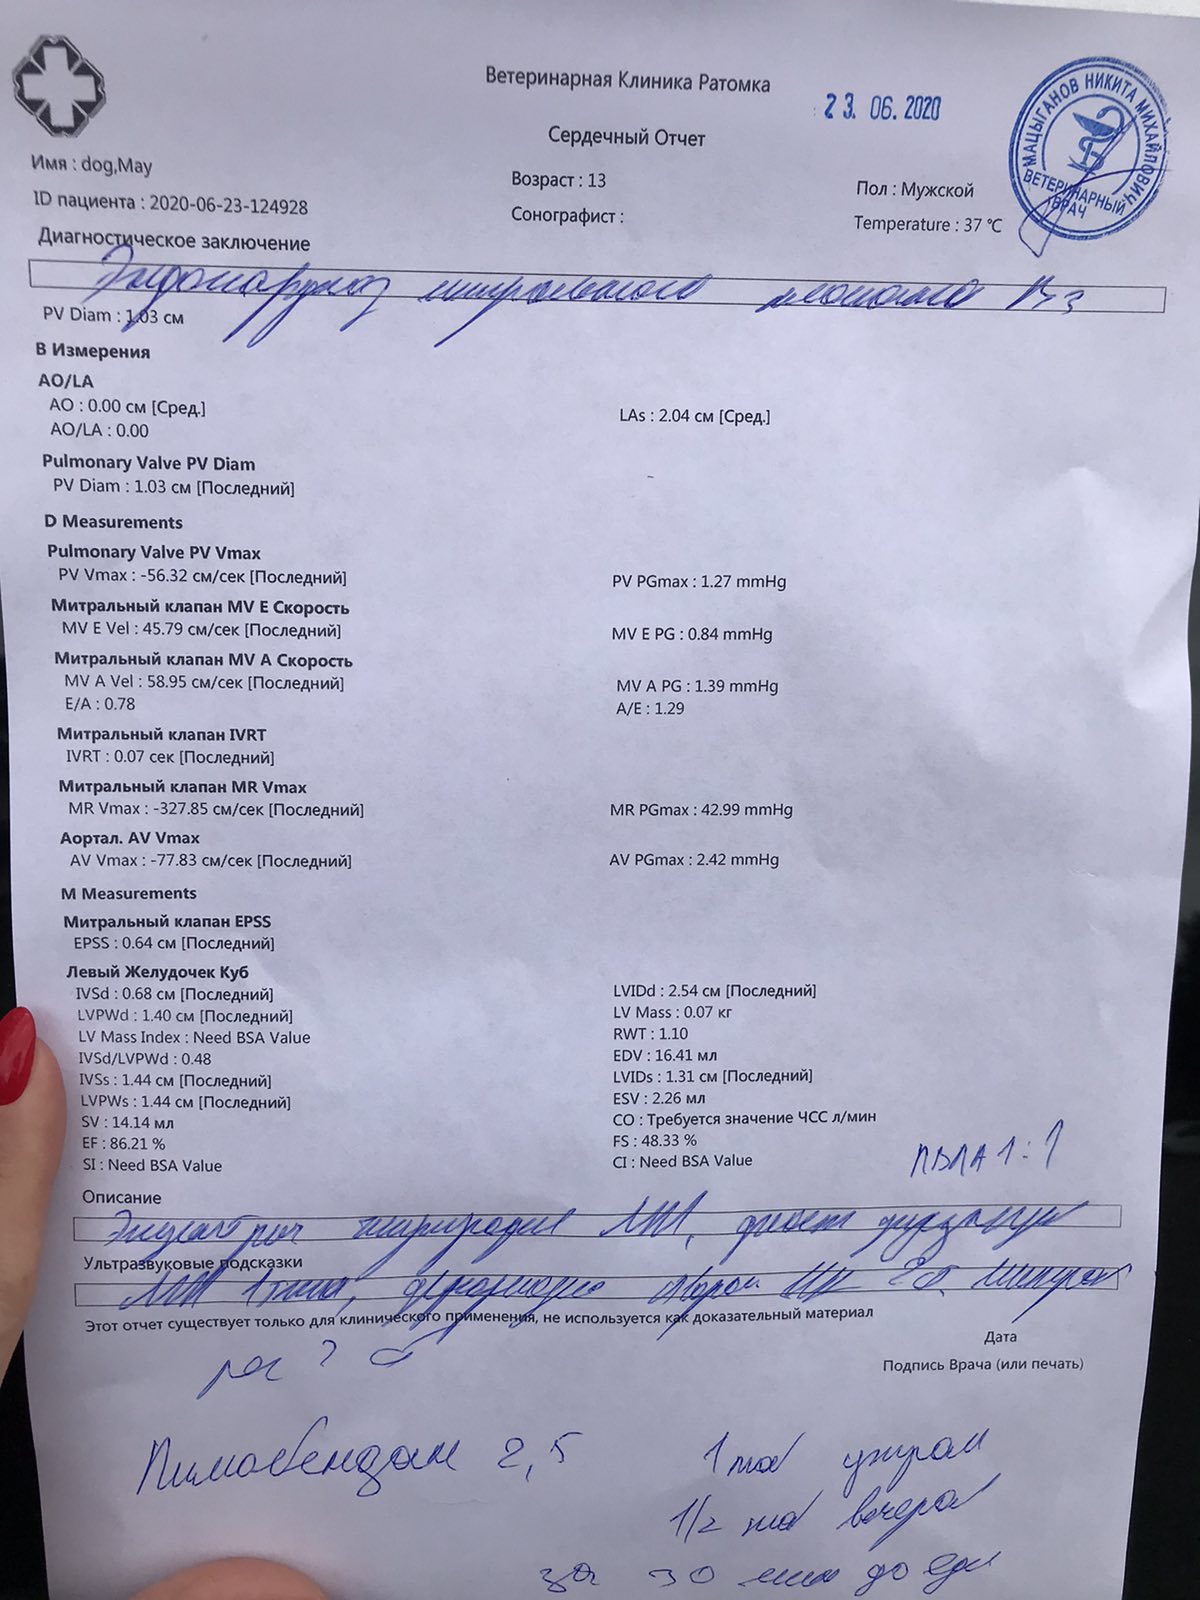 Ветеринарная Клиника Ратомка
23. 06. 2020
МАЦЫГАНОВ НИКИТА МИХАЙЛОВИЧ
ВЕТЕРИНАРНЫЙ ВРАЧ
Сердечный Отчет
Имя : dog,May
Возраст : 13
Пол : Мужской
ID пациента : 2020-06-23-124928
Сонографист :
Temperature : 37 ℃
Диагностическое заключение
Эндокардиоз митрального клапана
PV Diam : 1.03 см
B Измерения
AO/LA
AO : 0.00 см [Сред.]
LAs : 2.04 см [Сред.]
AO/LA : 0.00
Pulmonary Valve PV Diam
PV Diam : 1.03 см [Последний]
D Measurements
Pulmonary Valve PV Vmax
PV Vmax : -56.32 см/сек [Последний]
PV PGmax : 1.27 mmHg
Митральный клапан MV E Скорость
MV E Vel : 45.79 см/сек [Последний]
MV E PG : 0.84 mmHg
Митральный клапан MV A Скорость
MV A Vel : 58.95 см/сек [Последний]
MV A PG : 1.39 mmHg
E/A : 0.78
A/E : 1.29
Митральный клапан IVRT
IVRT : 0.07 сек [Последний]
Митральный клапан MR Vmax
MR Vmax : -327.85 см/сек [Последний]
MR PGmax : 42.99 mmHg
Аортал. AV Vmax
AV Vmax : -77.83 см/сек [Последний]
AV PGmax : 2.42 mmHg
M Measurements
Митральный клапан EPSS
EPSS : 0.64 см [Последний]
Левый Желудочек Куб
IVSd : 0.68 см [Последний]
LVIDd : 2.54 см [Последний]
LVPWd : 1.40 см [Последний]
LV Mass : 0.07 кг
LV Mass Index : Need BSA Value
RWT : 1.10
IVSd/LVPWd : 0.48
EDV : 16.41 мл
IVSs : 1.44 см [Последний]
LVIDs : 1.31 см [Последний]
LVPWs : 1.44 см [Последний]
ESV : 2.26 мл
SV : 14.14 мл
CO : Требуется значение ЧСС л/мин
EF : 86.21 %
FS : 48.33 %
SI : Need BSA Value
CI : Need BSA Value
1:1
Описание
Ультразвуковые подсказки
Этот отчет существует только для клинического применения, не используется как доказательный материал
Дата
Подпись Врача (или печать)
Пимобендан 2,5
1 таб утром
1/2 таб вечером
за 30 мин до еды